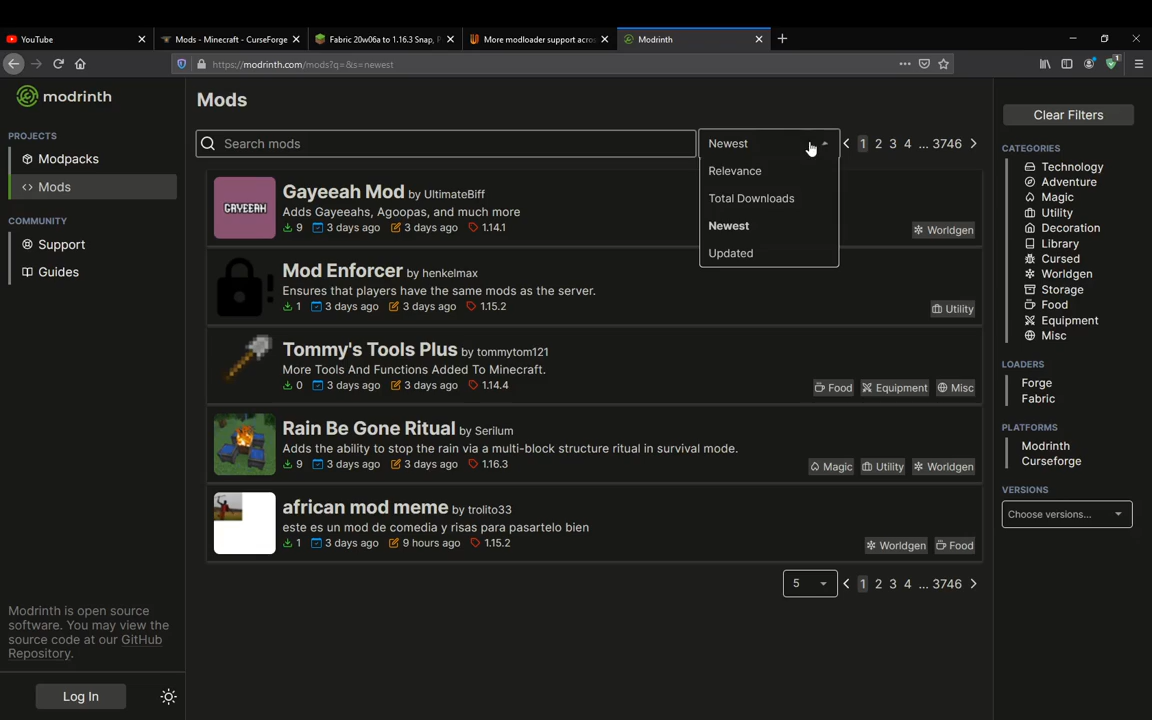 YouTube
Mods - Minecraft - CurseForge
Fabric 20w06a to 1.16.3 Snap, P
More modloader support acros
Modrinth
https://modrinth.com/mods?q=&s=newest
1
modrinth
PROJECTS
Modpacks
Mods
COMMUNITY
Support
Guides
Modrinth is open source
software. You may view the
source code at our GitHub
Repository.
Log In
Mods
Search mods
Newest
Relevance
Total Downloads
Newest
Updated
1 2 3 4 ... 3746
GAYEEAH
Gayeeah Mod by UltimateBiff
Adds Gayeeahs, Agoopas, and much more
9 3 days ago 3 days ago 1.14.1
Worldgen
Mod Enforcer by henkelmax
Ensures that players have the same mods as the server.
1 3 days ago 3 days ago 1.15.2
Utility
Tommy's Tools Plus by tommytom121
More Tools And Functions Added To Minecraft.
0 3 days ago 3 days ago 1.14.4
Food Equipment Misc
Rain Be Gone Ritual by Serilum
Adds the ability to stop the rain via a multi-block structure ritual in survival mode.
9 3 days ago 3 days ago 1.16.3
Magic Utility Worldgen
african mod meme by trolito33
este es un mod de comedia y risas para pasartelo bien
1 3 days ago 9 hours ago 1.15.2
Worldgen Food
5
1 2 3 4 ... 3746
Clear Filters
CATEGORIES
Technology
Adventure
Magic
Utility
Decoration
Library
Cursed
Worldgen
Storage
Food
Equipment
Misc
LOADERS
Forge
Fabric
PLATFORMS
Modrinth
Curseforge
VERSIONS
Choose versions...